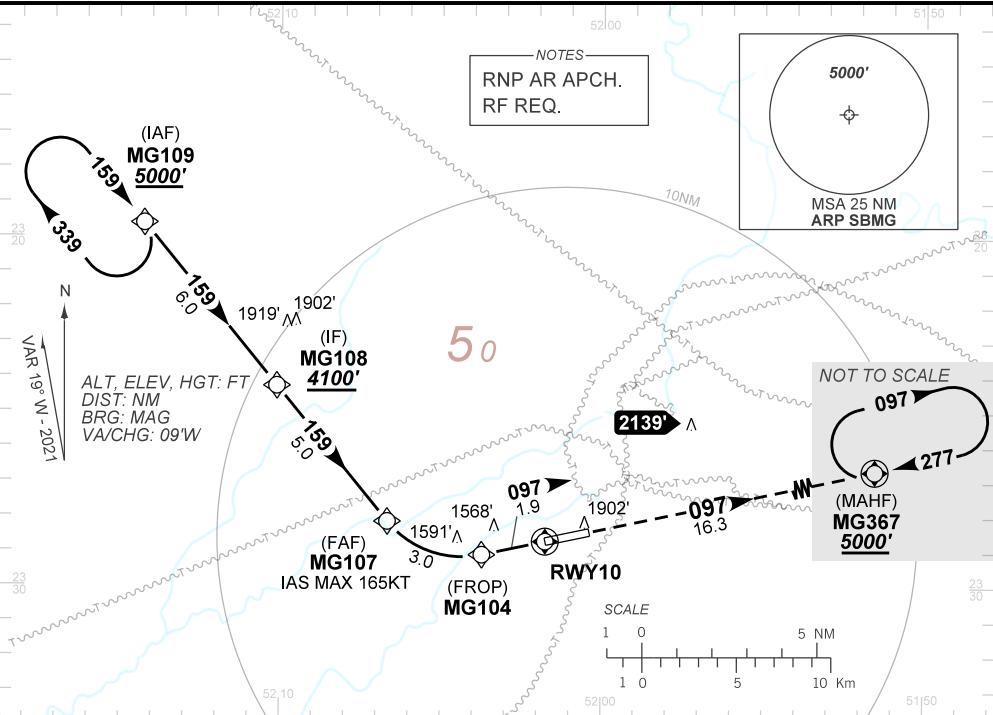 52 10
52 00
51 50
NOTES
RNP AR APCH.
RF REQ.
5000'
MSA 25 NM
ARP SBMG
10NM
(IAF)
MG109
5000'
159
339
23
20
23
20
159
6.0
1919'
1902'
(IF)
MG108
4100'
50
N
VAR 19° W - 2021
ALT, ELEV, HGT: FT
DIST: NM
BRG: MAG
VA/CHG: 09'W
159
5.0
2139'
NOT TO SCALE
097
277
(MAHF)
MG367
5000'
097
1.9
1568'
1591'
1902'
097
16.3
(FAF)
MG107
IAS MAX 165KT
3.0
(FROP)
MG104
RWY10
23
30
23
30
SCALE
1 0 5 NM
1 0 5 10 Km
52 10
52 00
51 50